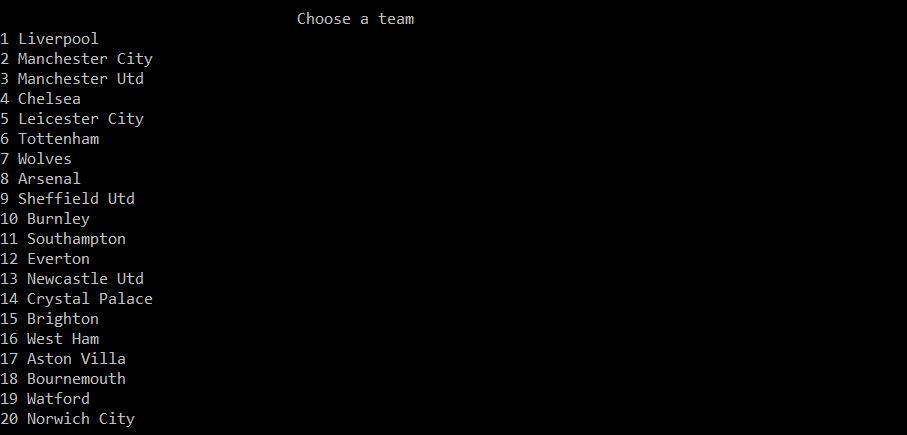 Choose a team
1 Liverpool
2 Manchester City
3 Manchester Utd
4 Chelsea
5 Leicester City
6 Tottenham
7 Wolves
8 Arsenal
9 Sheffield Utd
10 Burnley
11 Southampton
12 Everton
13 Newcastle Utd
14 Crystal Palace
15 Brighton
16 West Ham
17 Aston Villa
18 Bournemouth
19 Watford
20 Norwich City